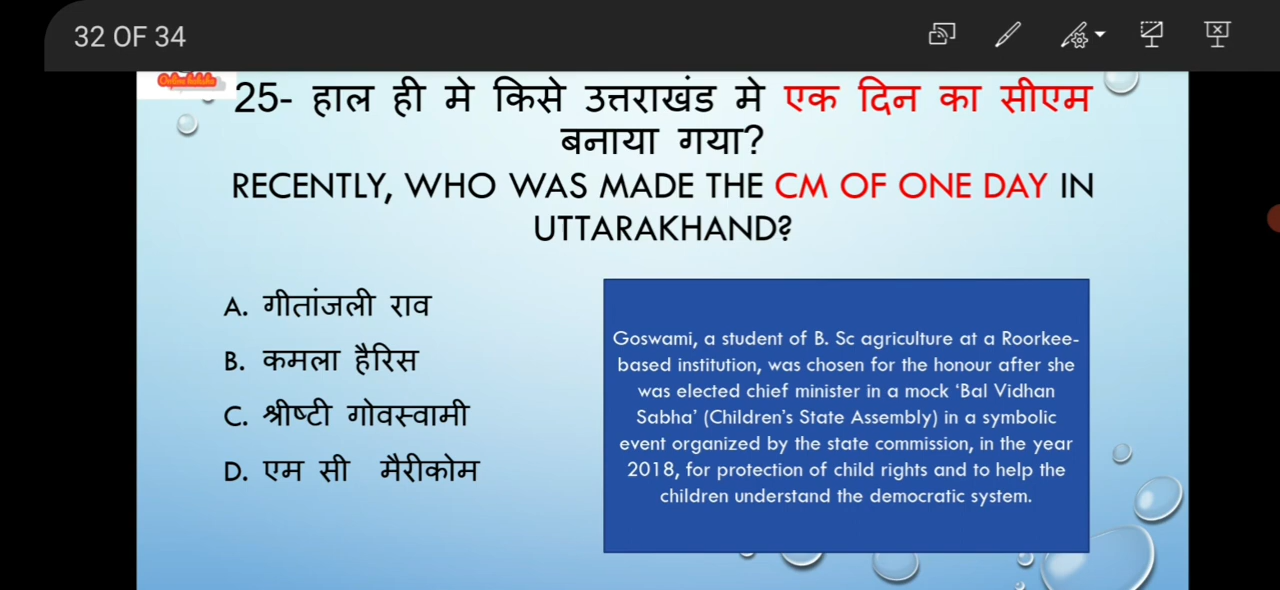 32 OF 34
25- हाल ही मे किसे उत्तराखंड मे एक दिन का सीएम
बनाया गया?
RECENTLY, WHO WAS MADE THE CM OF ONE DAY IN
UTTARAKHAND?
A. गीतांजली राव
B. कमला हैरिस
C. श्रीष्टी गोवस्वामी
D. एम सी मैरीकोम
Goswami, a student of B. Sc agriculture at a Roorkee-
based institution, was chosen for the honour after she
was elected chief minister in a mock ‘Bal Vidhan
Sabha’ (Children’s State Assembly) in a symbolic
event organized by the state commission, in the year
2018, for protection of child rights and to help the
children understand the democratic system.